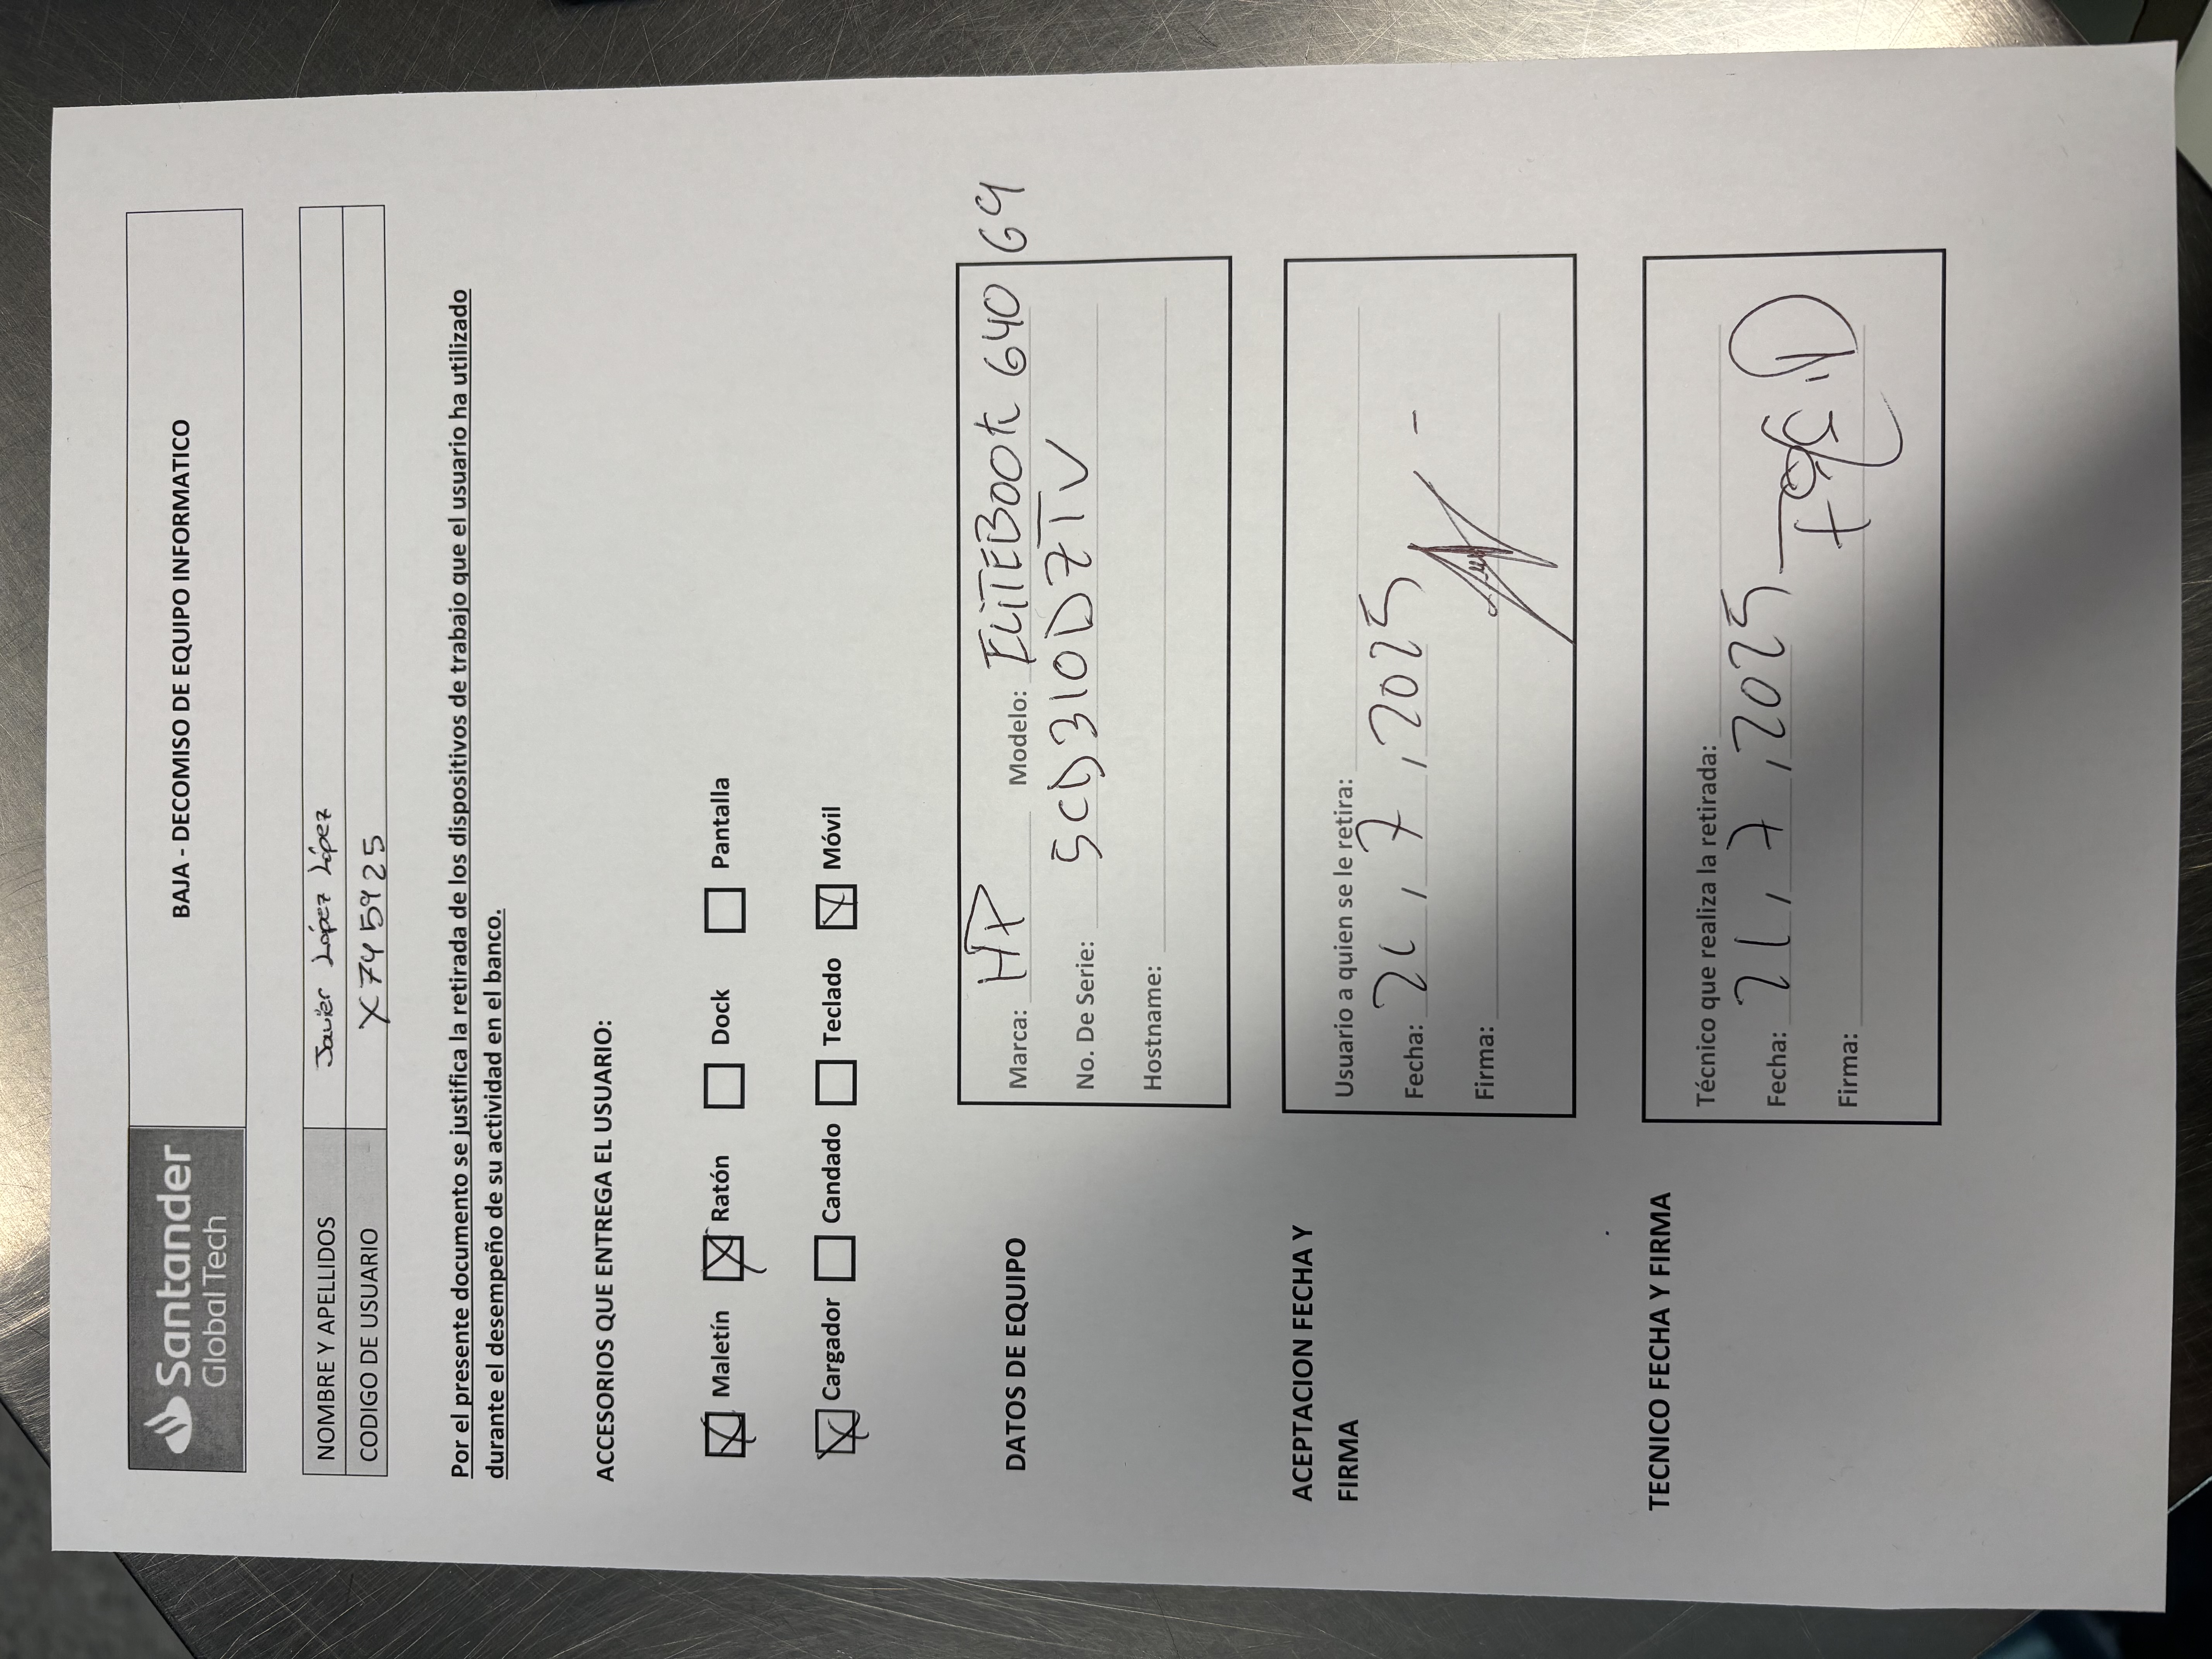 Santander
Global Tech
BAJA - DECOMISO DE EQUIPO INFORMATICO
NOMBRE Y APELLIDOS Javier López López
CODIGO DE USUARIO X745925
Por el presente documento se justifica la retirada de los dispositivos de trabajo que el usuario ha utilizado
durante el desempeño de su actividad en el banco.
ACCESORIOS QUE ENTREGA EL USUARIO:
Maletín Ratón Dock Pantalla
Cargador Candado Teclado Móvil
DATOS DE EQUIPO
Marca: HP Modelo: ELiTEBOOK 640 G9
No. De Serie: 5CD310D7TV
Hostname:
ACEPTACION FECHA Y
FIRMA
Usuario a quien se le retira:
Fecha: 21, 7, 2025
Firma:
TECNICO FECHA Y FIRMA
Técnico que realiza la retirada:
Fecha: 21, 7, 2025
Firma: